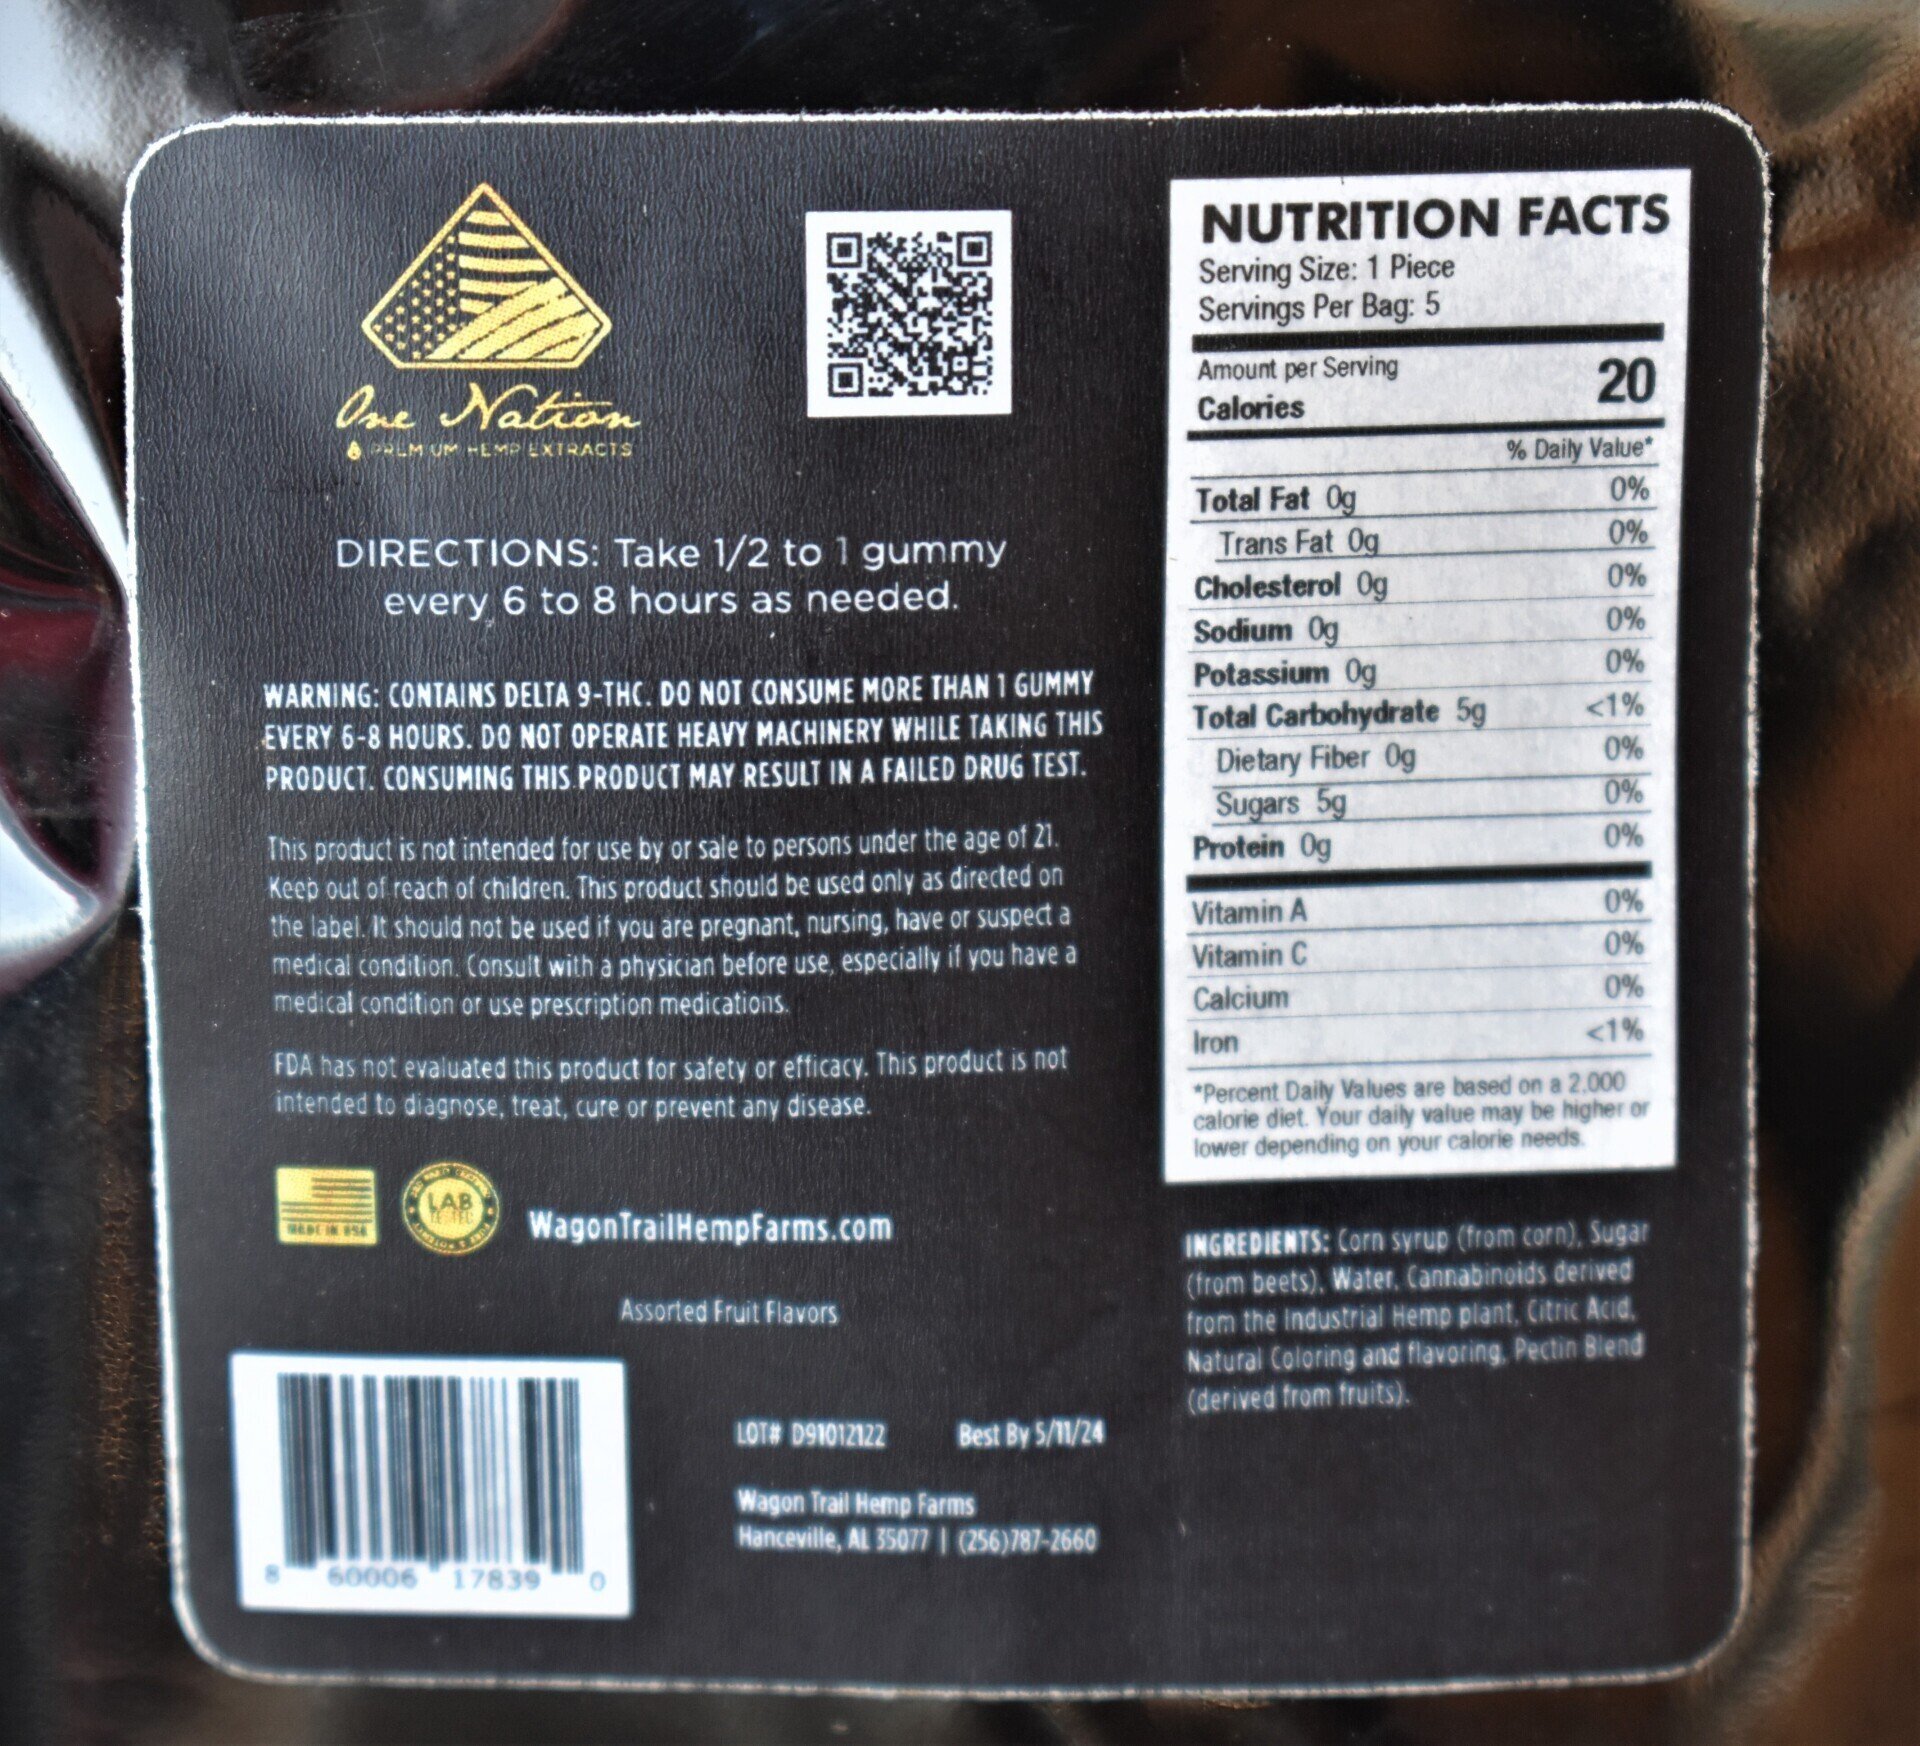 One Nation
PREMIUM HEMP EXTRACTS
DIRECTIONS: Take 1/2 to 1 gummy
every 6 to 8 hours as needed.
WARNING: CONTAINS DELTA 9-THC. DO NOT CONSUME MORE THAN 1 GUMMY
EVERY 6-8 HOURS. DO NOT OPERATE HEAVY MACHINERY WHILE TAKING THIS
PRODUCT. CONSUMING THIS PRODUCT MAY RESULT IN A FAILED DRUG TEST.
This product is not intended for use by or sale to persons under the age of 21.
Keep out of reach of children. This product should be used only as directed on
the label. It should not be used if you are pregnant, nursing, have or suspect a
medical condition. Consult with a physician before use, especially if you have a
medical condition or use prescription medications.
FDA has not evaluated this product for safety or efficacy. This product is not
intended to diagnose, treat, cure or prevent any disease.
MADE IN USA
LAB
TESTED
WagonTrailHempFarms.com
Assorted Fruit Flavors
8 60006 17839 0
LOT# D91012122 Best By 5/11/24
Wagon Trail Hemp Farms
Hanceville, AL 35077 | (256)787-2660
NUTRITION FACTS
Serving Size: 1 Piece
Servings Per Bag: 5
Amount per Serving
Calories 20
% Daily Value*
Total Fat 0g 0%
Trans Fat 0g 0%
Cholesterol 0g 0%
Sodium 0g 0%
Potassium 0g 0%
Total Carbohydrate 5g <1%
Dietary Fiber 0g 0%
Sugars 5g 0%
Protein 0g 0%
Vitamin A 0%
Vitamin C 0%
Calcium 0%
Iron <1%
*Percent Daily Values are based on a 2,000
calorie diet. Your daily value may be higher or
lower depending on your calorie needs.
INGREDIENTS: Corn syrup (from corn), Sugar
(from beets), Water, Cannabinoids derived
from the Industrial Hemp plant, Citric Acid,
Natural Coloring and flavoring, Pectin Blend
(derived from fruits).